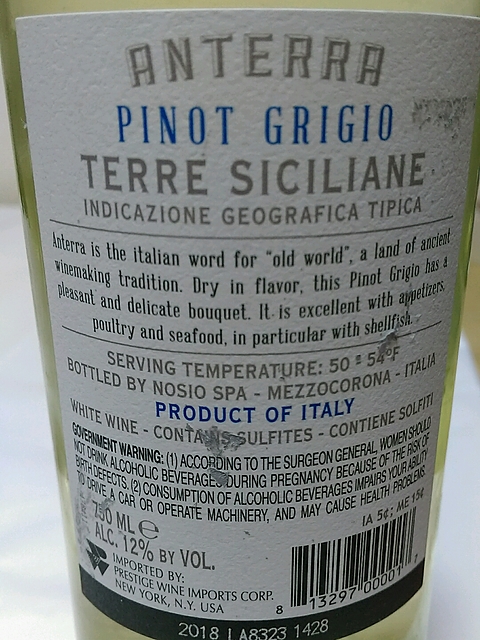 ANTERRA
PINOT GRIGIO
TERRE SICILIANE
INDICAZIONE GEOGRAFICA TIPICA
Anterra is the italian word for "old world", a land of ancient
winemaking tradition. Dry in flavor, this Pinot Grigio has a
pleasant and delicate bouquet. It is excellent with appetizers,
poultry and seafood, in particular with shellfish.
SERVING TEMPERATURE: 50 - 54°F
BOTTLED BY NOSIO SPA - MEZZOCORONA - ITALIA
PRODUCT OF ITALY
WHITE WINE - CONTAINS SULFITES - CONTIENE SOLFITI
GOVERNMENT WARNING: (1) ACCORDING TO THE SURGEON GENERAL, WOMEN SHOULD
NOT DRINK ALCOHOLIC BEVERAGES DURING PREGNANCY BECAUSE OF THE RISK OF
BIRTH DEFECTS. (2) CONSUMPTION OF ALCOHOLIC BEVERAGES IMPAIRS YOUR ABILITY
TO DRIVE A CAR OR OPERATE MACHINERY, AND MAY CAUSE HEALTH PROBLEMS.
IA 5¢; ME 15¢
750 ML e
ALC. 12% BY VOL.
IMPORTED BY:
PRESTIGE WINE IMPORTS CORP.
NEW YORK, N.Y. USA
8 13297 00001 7
2018 LA8323 1428